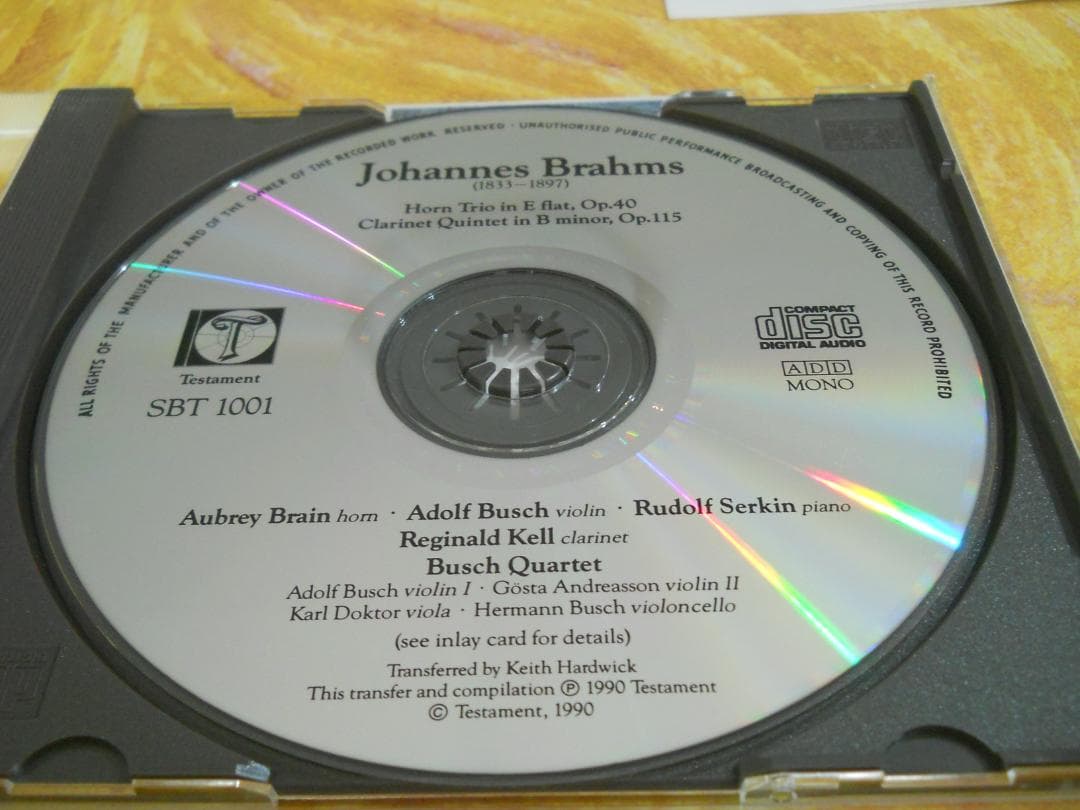 ALL RIGHTS OF THE MANUFACTURER AND OF THE OWNER OF THE RECORDED WORK RESERVED · UNAUTHORISED PUBLIC PERFORMANCE BROADCASTING AND COPYING OF THIS RECORD PROHIBITED
Johannes Brahms
(1833–1897)
Horn Trio in E flat, Op.40
Clarinet Quintet in B minor, Op.115
T
Testament
SBT 1001
COMPACT
disc
DIGITAL AUDIO
ADD
MONO
Aubrey Brain horn · Adolf Busch violin · Rudolf Serkin piano
Reginald Kell clarinet
Busch Quartet
Adolf Busch violin I · Gösta Andreasson violin II
Karl Doktor viola · Hermann Busch violoncello
(see inlay card for details)
Transferred by Keith Hardwick
This transfer and compilation ℗ 1990 Testament
© Testament, 1990